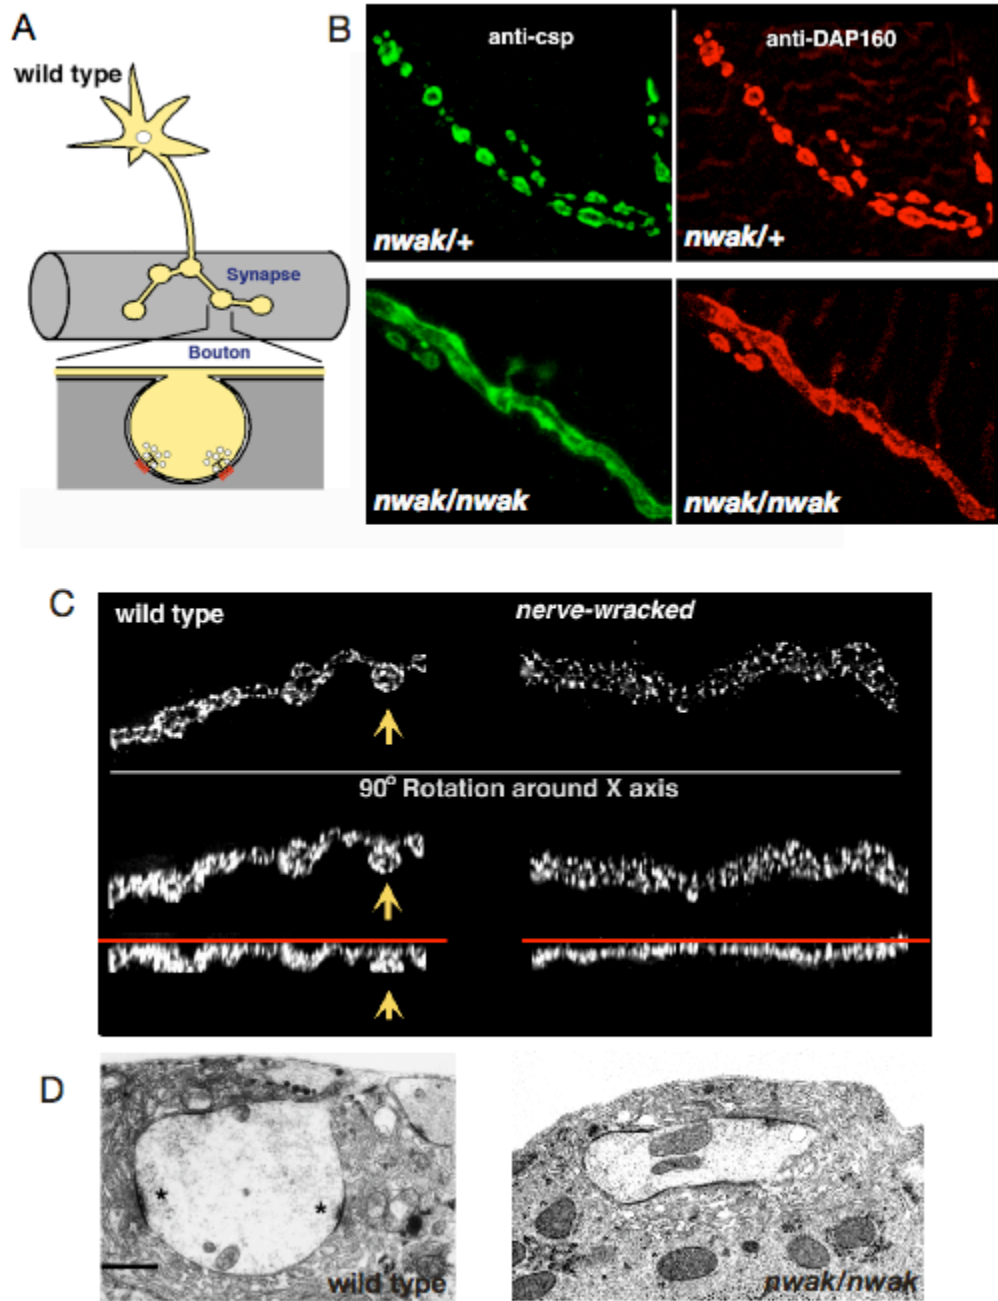 A
wild type
Synapse
Bouton
B
anti-csp
anti-DAP160
nwak/+
nwak/+
nwak/nwak
nwak/nwak
C
wild type
nerve-wracked
90° Rotation around X axis
D
*
*
wild type
nwak/nwak